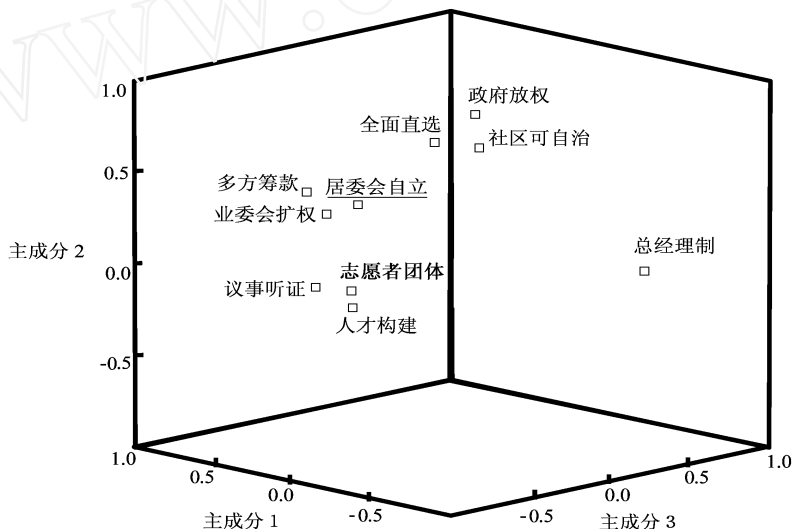 www.
1.0
政府放权
全面直选
社区可自治
0.5
多方筹款
居委会自立
业委会扩权
主成分 2
总经理制
0.0
志愿者团体
议事听证
人才构建
-0.5
1.0
1.0
0.5
0.5
0.0
0.0
-0.5
-0.5
主成分 1
主成分 3